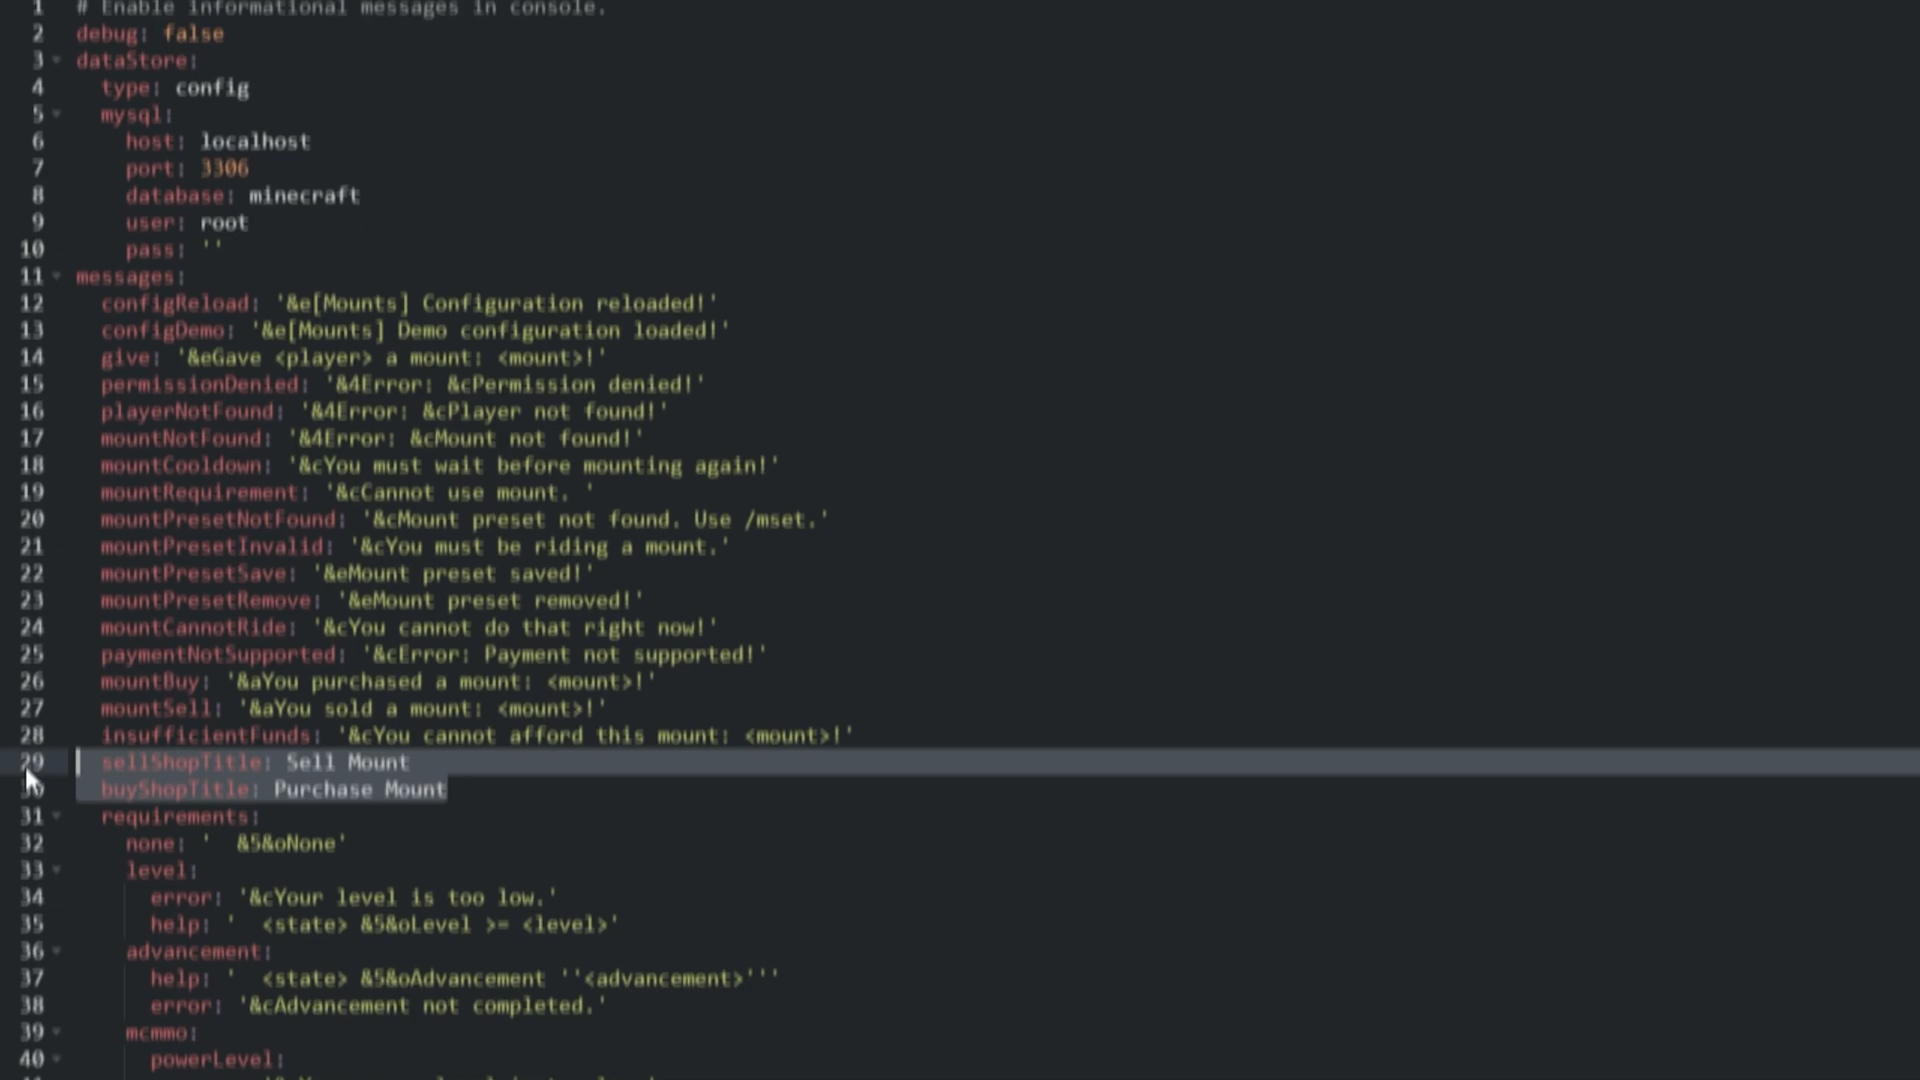 1 # Enable informational messages in console.
2 debug: false
3 dataStore:
4 type: config
5 mysql:
6 host: localhost
7 port: 3306
8 database: minecraft
9 user: root
10 pass: ''
11 messages:
12 configReload: '&e[Mounts] Configuration reloaded!'
13 configDemo: '&e[Mounts] Demo configuration loaded!'
14 give: '&eGave <player> a mount: <mount>!'
15 permissionDenied: '&4Error: &cPermission denied!'
16 playerNotFound: '&4Error: &cPlayer not found!'
17 mountNotFound: '&4Error: &cMount not found!'
18 mountCooldown: '&cYou must wait before mounting again!'
19 mountRequirement: '&cCannot use mount. '
20 mountPresetNotFound: '&cMount preset not found. Use /mset.'
21 mountPresetInvalid: '&cYou must be riding a mount.'
22 mountPresetSave: '&eMount preset saved!'
23 mountPresetRemove: '&eMount preset removed!'
24 mountCannotRide: '&cYou cannot do that right now!'
25 paymentNotSupported: '&cError: Payment not supported!'
26 mountBuy: '&aYou purchased a mount: <mount>!'
27 mountSell: '&aYou sold a mount: <mount>!'
28 insufficientFunds: '&cYou cannot afford this mount: <mount>!'
29 sellShopTitle: Sell Mount
30 buyShopTitle: Purchase Mount
31 requirements:
32 none: '  &5&oNone'
33 level:
34 error: '&cYour level is too low.'
35 help: '  <state> &5&oLevel >= <level>'
36 advancement:
37 help: '  <state> &5&oAdvancement ''<advancement>'''
38 error: '&cAdvancement not completed.'
39 mcmmo:
40 powerLevel: